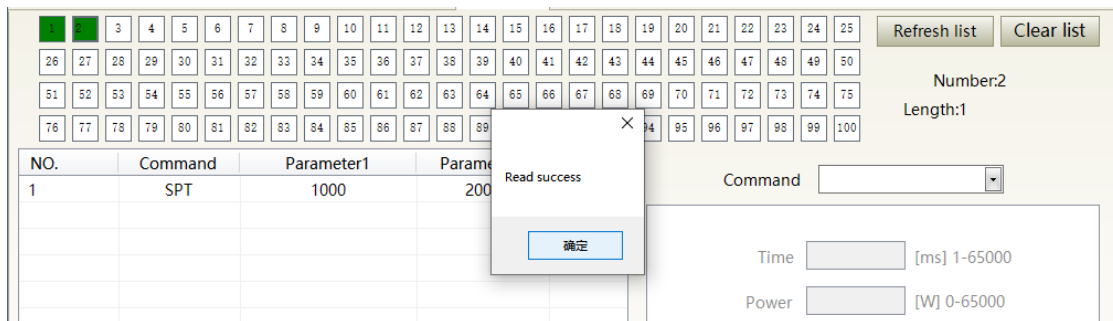 1 2 3 4 5 6 7 8 9 10 11 12 13 14 15 16 17 18 19 20 21 22 23 24 25 Refresh list Clear list
26 27 28 29 30 31 32 33 34 35 36 37 38 39 40 41 42 43 44 45 46 47 48 49 50
Number:2
51 52 53 54 55 56 57 58 59 60 61 62 63 64 65 66 67 68 69 70 71 72 73 74 75
Length:1
76 77 78 79 80 81 82 83 84 85 86 87 88 89 94 95 96 97 98 99 100
NO. Command Parameter1 Parame
Read success
Command
1 SPT 1000 200
确定
Time [ms] 1-65000
Power [W] 0-65000